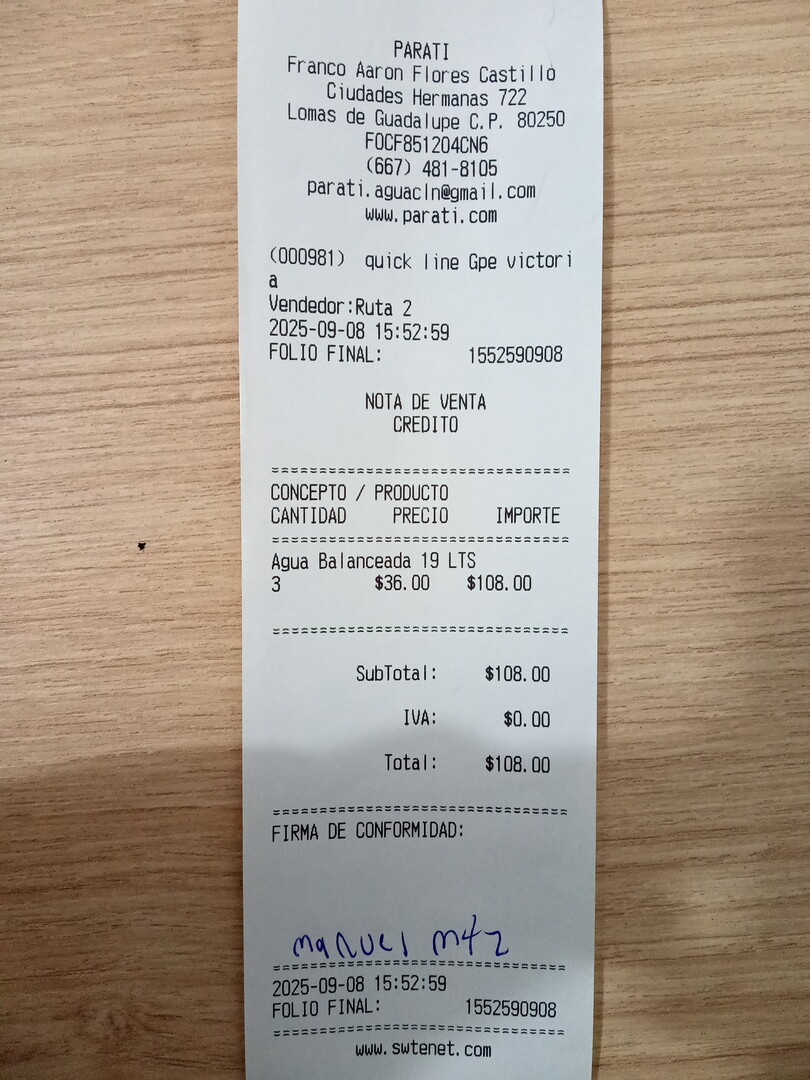 PARATI
Franco Aaron Flores Castillo
Ciudades Hermanas 722
Lomas de Guadalupe C.P. 80250
FOCF851204CN6
(667) 481-8105
parati.aguacln@gmail.com
www.parati.com
(000981) quick line Gpe victori
a
Vendedor:Ruta 2
2025-09-08 15:52:59
FOLIO FINAL: 1552590908
NOTA DE VENTA
CREDITO
==============================
CONCEPTO / PRODUCTO
CANTIDAD PRECIO IMPORTE
==============================
Agua Balanceada 19 LTS
3 $36.00 $108.00
==============================
SubTotal: $108.00
IVA: $0.00
Total: $108.00
==============================
FIRMA DE CONFORMIDAD:
manuel mtz
==============================
2025-09-08 15:52:59
FOLIO FINAL: 1552590908
==============================
www.swtenet.com